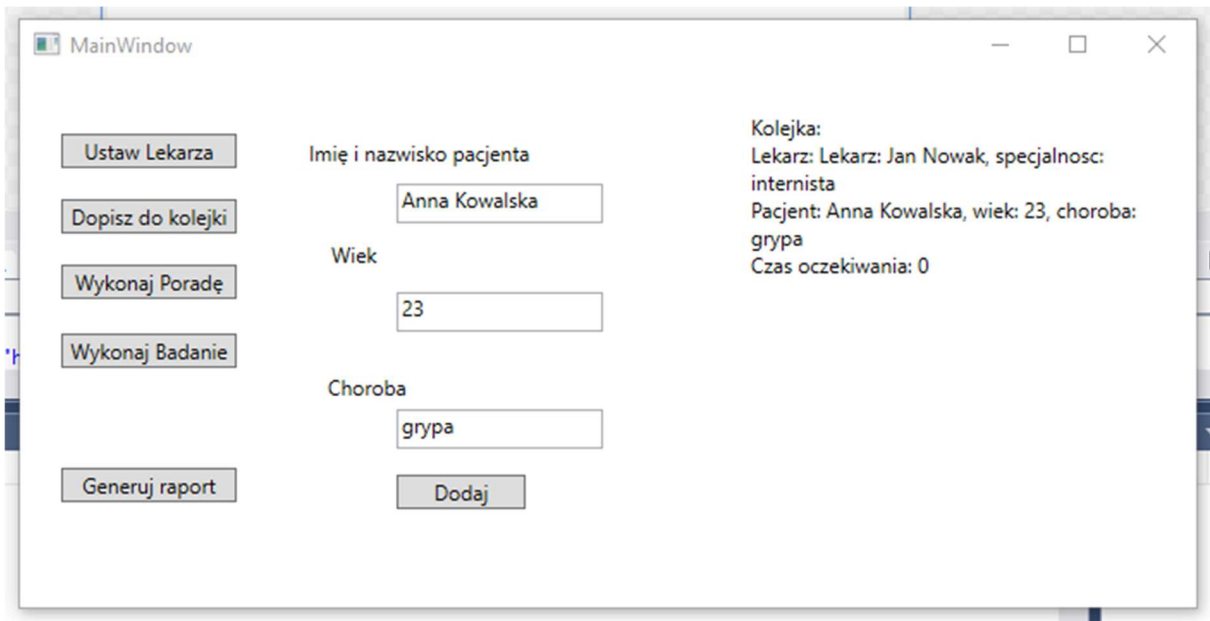 MainWindow
Ustaw Lekarza
Dopisz do kolejki
Wykonaj Poradę
Wykonaj Badanie
Generuj raport
Imię i nazwisko pacjenta
Anna Kowalska
Wiek
23
Choroba
grypa
Dodaj
Kolejka:
Lekarz: Lekarz: Jan Nowak, specjalnosc:
internista
Pacjent: Anna Kowalska, wiek: 23, choroba:
grypa
Czas oczekiwania: 0